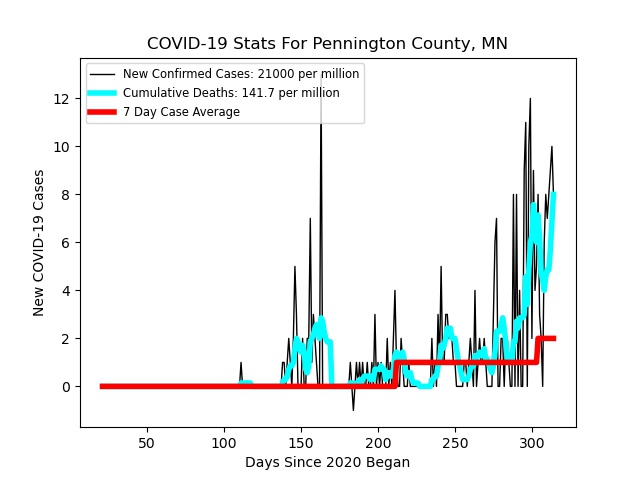 COVID-19 Stats For Pennington County, MN
New Confirmed Cases: 21000 per million
Cumulative Deaths: 141.7 per million
7 Day Case Average
12
10
8
6
4
2
0
New COVID-19 Cases
50 100 150 200 250 300
Days Since 2020 Began